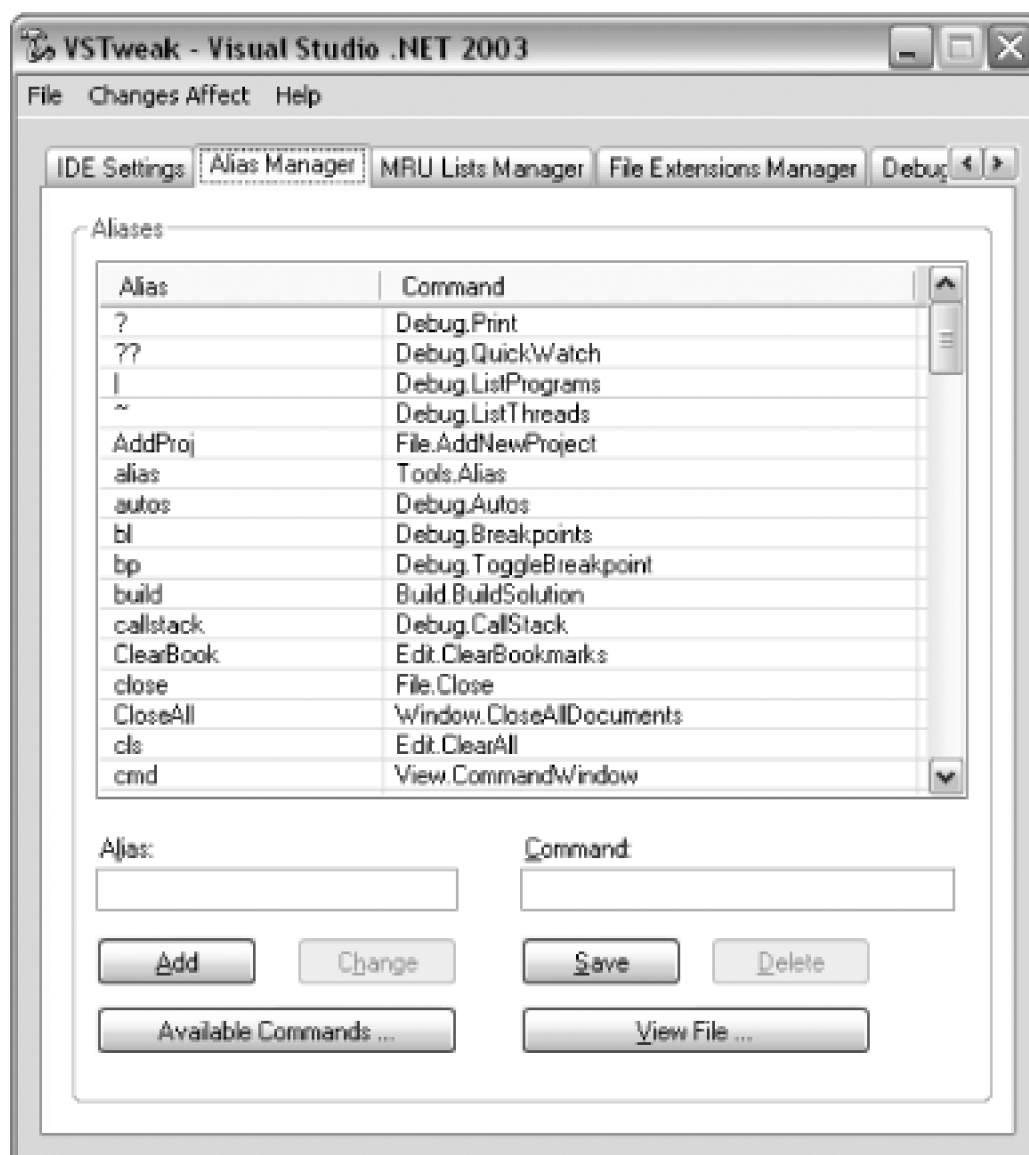 VSTweak - Visual Studio .NET 2003
File Changes Affect Help
IDE Settings Alias Manager MRU Lists Manager File Extensions Manager Debug
Aliases
Alias Command
? Debug.Print
?? Debug.QuickWatch
| Debug.ListPrograms
~ Debug.ListThreads
AddProj File.AddNewProject
alias Tools.Alias
autos Debug.Autos
bl Debug.Breakpoints
bp Debug.ToggleBreakpoint
build Build.BuildSolution
callstack Debug.CallStack
ClearBook Edit.ClearBookmarks
close File.Close
CloseAll Window.CloseAllDocuments
cls Edit.ClearAll
cmd View.CommandWindow
Alias: Command:
Add Change Save Delete
Available Commands ... View File ...